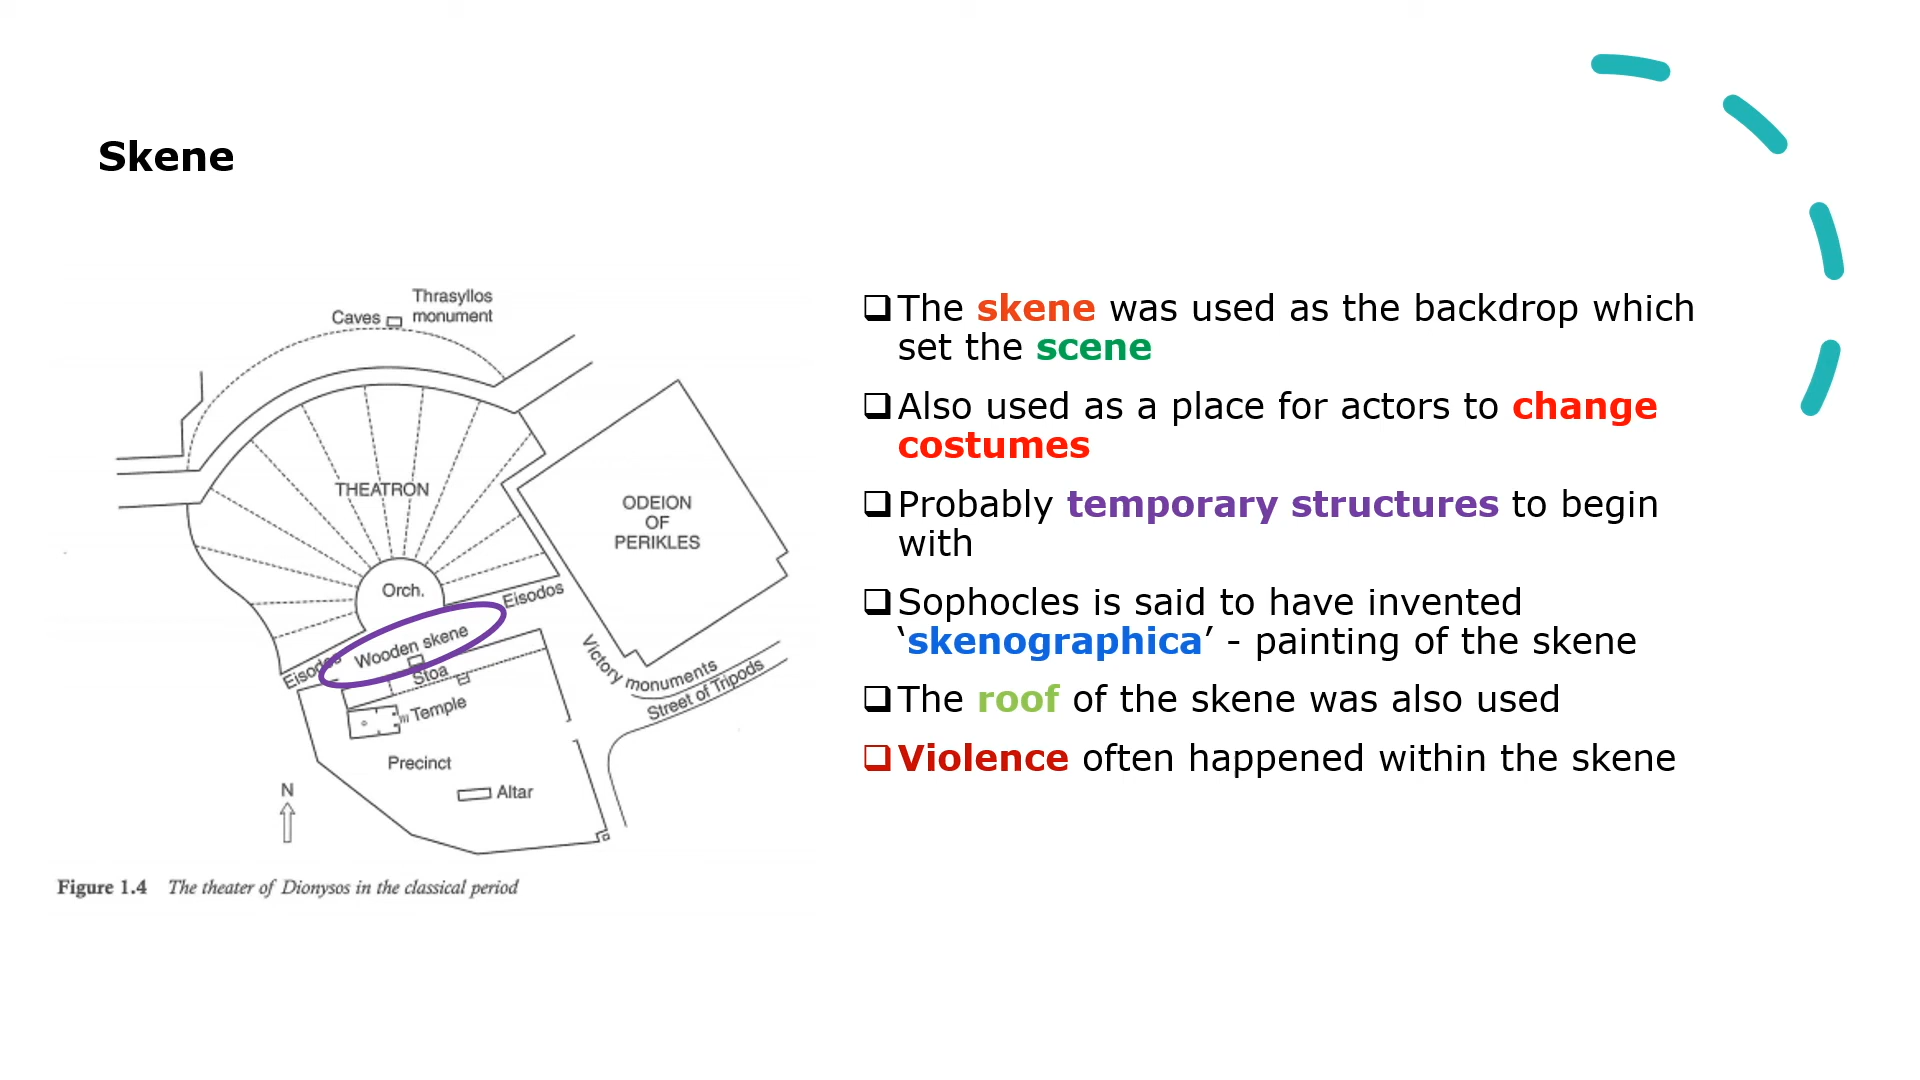 Skene
Thrasyllos
Caves monument
THEATRON
ODEION
OF
PERIKLES
Orch.
Eisodos
Wooden skene
Eisodos
Stoa
Temple
Victory monuments
Street of Tripods
Precinct
N
Altar
Figure 1.4 The theater of Dionysos in the classical period
The skene was used as the backdrop which
set the scene
Also used as a place for actors to change
costumes
Probably temporary structures to begin
with
Sophocles is said to have invented
‘skenographica’ - painting of the skene
The roof of the skene was also used
Violence often happened within the skene